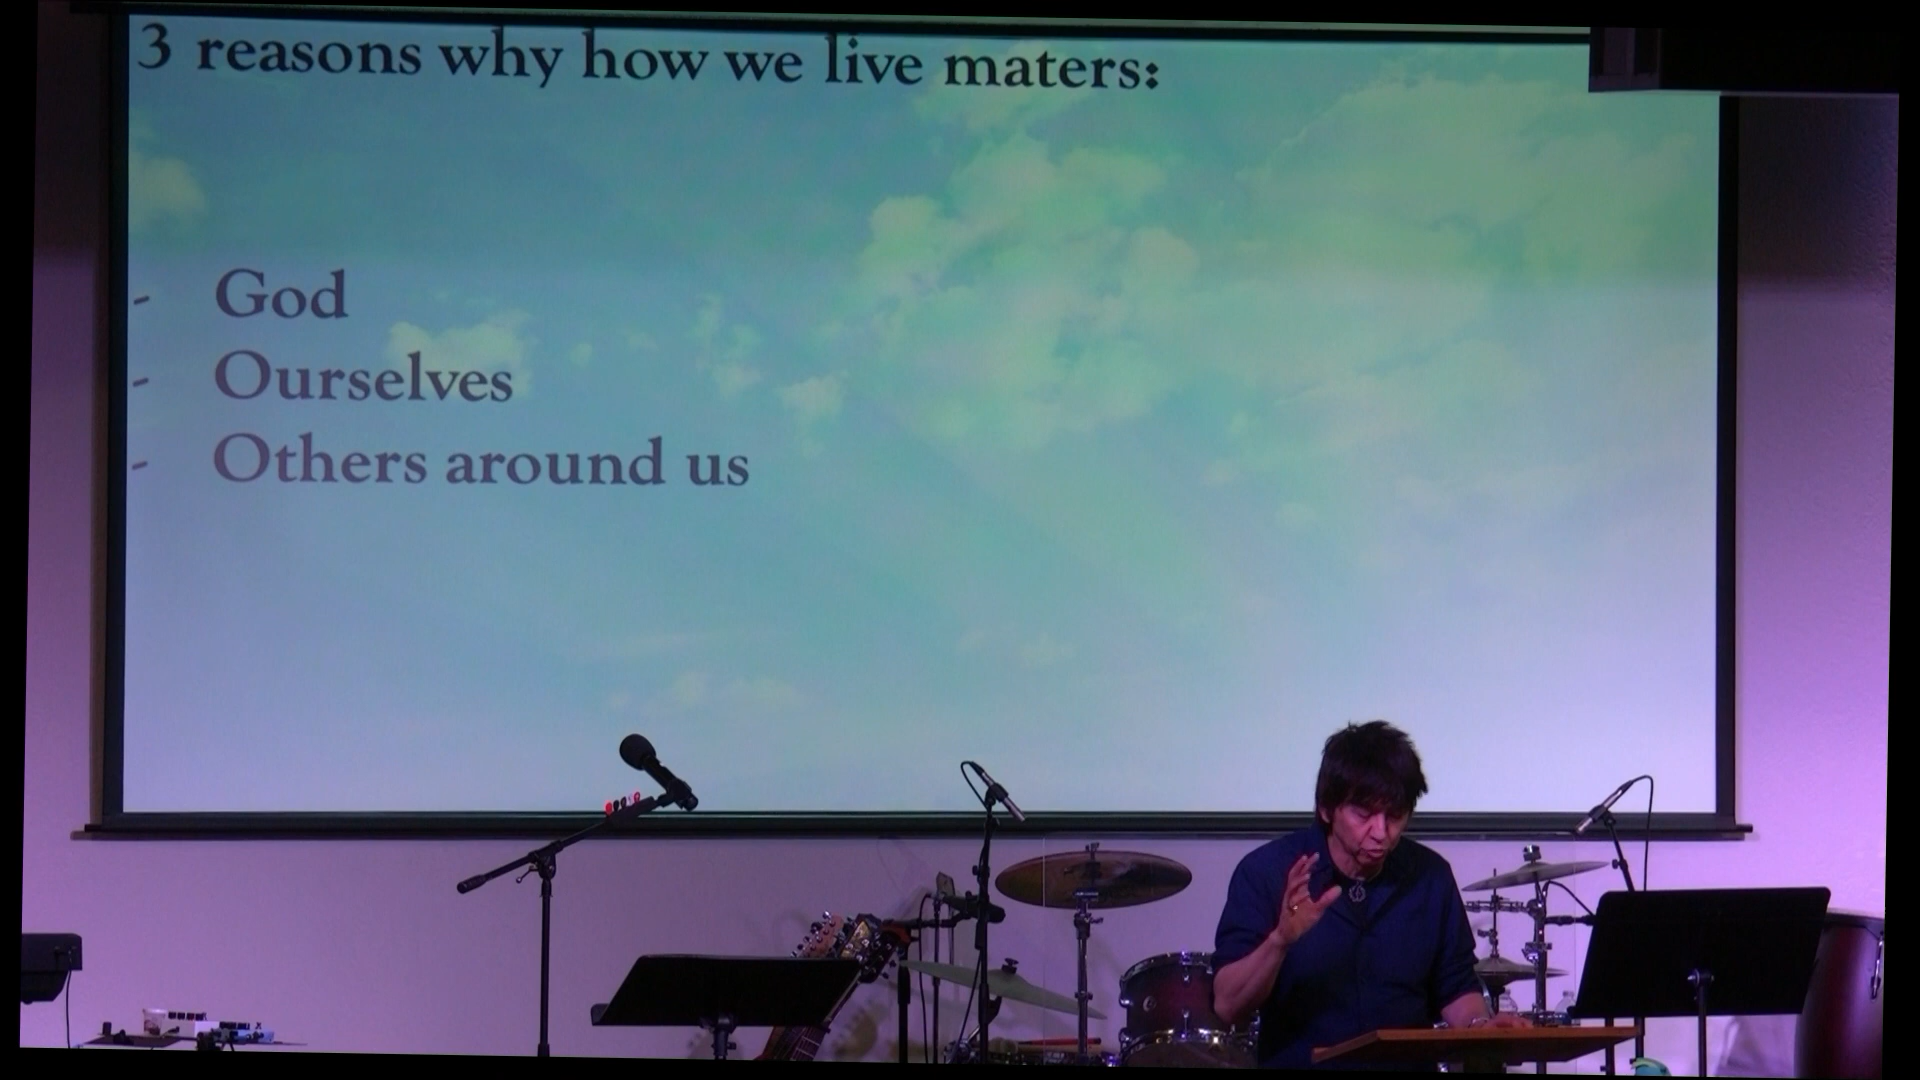 3 reasons why how we live maters:
- God
- Ourselves
- Others around us